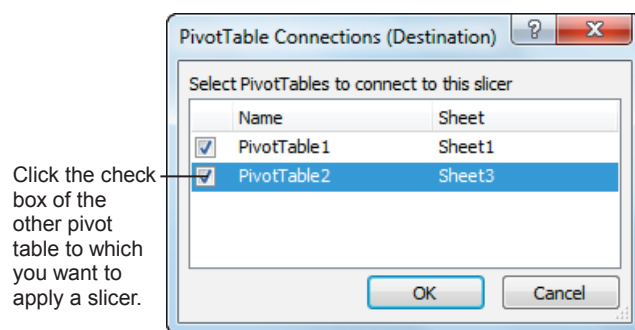 PivotTable Connections (Destination)
Select PivotTables to connect to this slicer
Name Sheet
PivotTable1 Sheet1
PivotTable2 Sheet3
Click the check
box of the
other pivot
table to which
you want to
apply a slicer.
OK Cancel